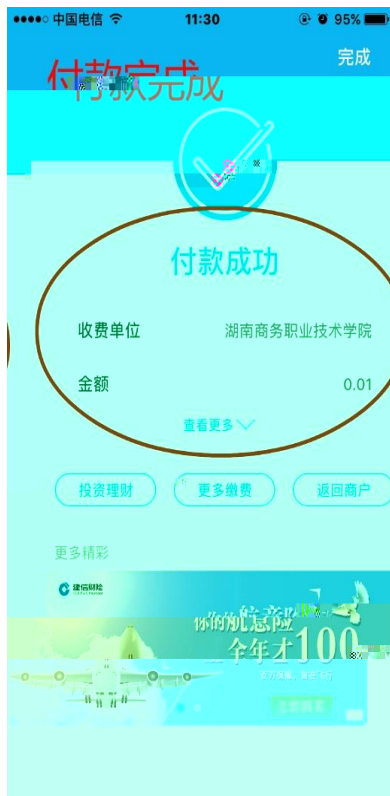 中国电信 11:30 95%
完成
付款完成
付款成功
收费单位 湖南商务职业技术学院
金额 0.01
查看更多
投资理财 更多缴费 返回商户
更多精彩
建信财险
你的航意险
全年才100